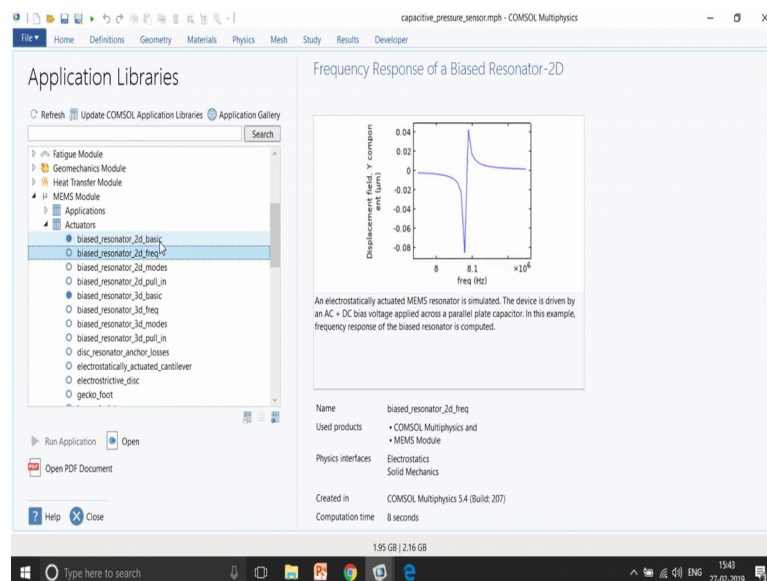 capacitive_pressure_sensor.mph - COMSOL Multiphysics
File Home Definitions Geometry Materials Physics Mesh Study Results Developer
Application Libraries
Refresh Update COMSOL Application Libraries Application Gallery
Search
Fatigue Module
Geomechanics Module
Heat Transfer Module
MEMS Module
Applications
Actuators
biased_resonator_2d_basic
biased_resonator_2d_freq
biased_resonator_2d_modes
biased_resonator_2d_pull_in
biased_resonator_3d_basic
biased_resonator_3d_freq
biased_resonator_3d_modes
biased_resonator_3d_pull_in
disc_resonator_anchor_losses
electrostatically_actuated_cantilever
electrostrictive_disc
gecko_foot
Run Application Open
PDF Open PDF Document
? Help Close
Frequency Response of a Biased Resonator-2D
Displacement field, Y compon
ent (μm)
0.04
0.02
0
-0.02
-0.04
-0.06
-0.08
8 8.1 ×10⁶
freq (Hz)
An electrostatically actuated MEMS resonator is simulated. The device is driven by
an AC + DC bias voltage applied across a parallel plate capacitor. In this example,
frequency response of the biased resonator is computed.
Name biased_resonator_2d_freq
Used products • COMSOL Multiphysics and
• MEMS Module
Physics interfaces Electrostatics
Solid Mechanics
Created in COMSOL Multiphysics 5.4 (Build: 207)
Computation time 8 seconds
1.95 GB | 2.16 GB
Type here to search
ENG 15:43
27-02-2019